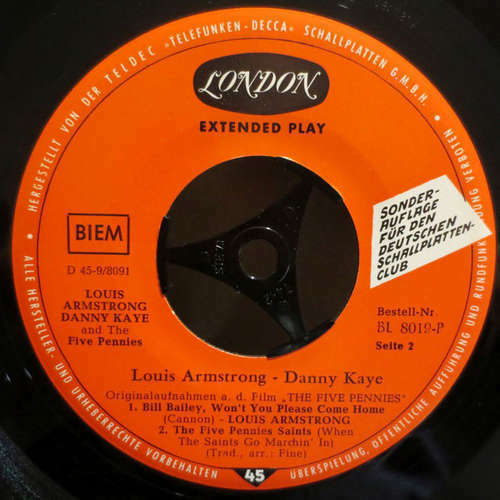 HERGESTELLT VON DER TELDEC »TELEFUNKEN-DECCA« SCHALLPLATTEN G.M.B.H.
LONDON
EXTENDED PLAY
BIEM
D 45-9/8091
LOUIS
ARMSTRONG
DANNY KAYE
and The
Five Pennies
SONDER-
AUFLAGE
FÜR DEN
DEUTSCHEN
SCHALLPLATTEN-
CLUB
Bestell-Nr.
BL 8019-P
Seite 2
Louis Armstrong - Danny Kaye
Originalaufnahmen a. d. Film „THE FIVE PENNIES"
1. Bill Bailey, Won't You Please Come Home
(Cannon) - LOUIS ARMSTRONG
2. The Five Pennies Saints (When
The Saints Go Marchin' In)
(Trad., arr.: Fine)
45
ALLE HERSTELLER- UND URHEBERRECHTE VORBEHALTEN
ÜBERSPIELUNG, ÖFFENTLICHE AUFFÜHRUNG UND RUNDFUNK DUNG VERBOTEN